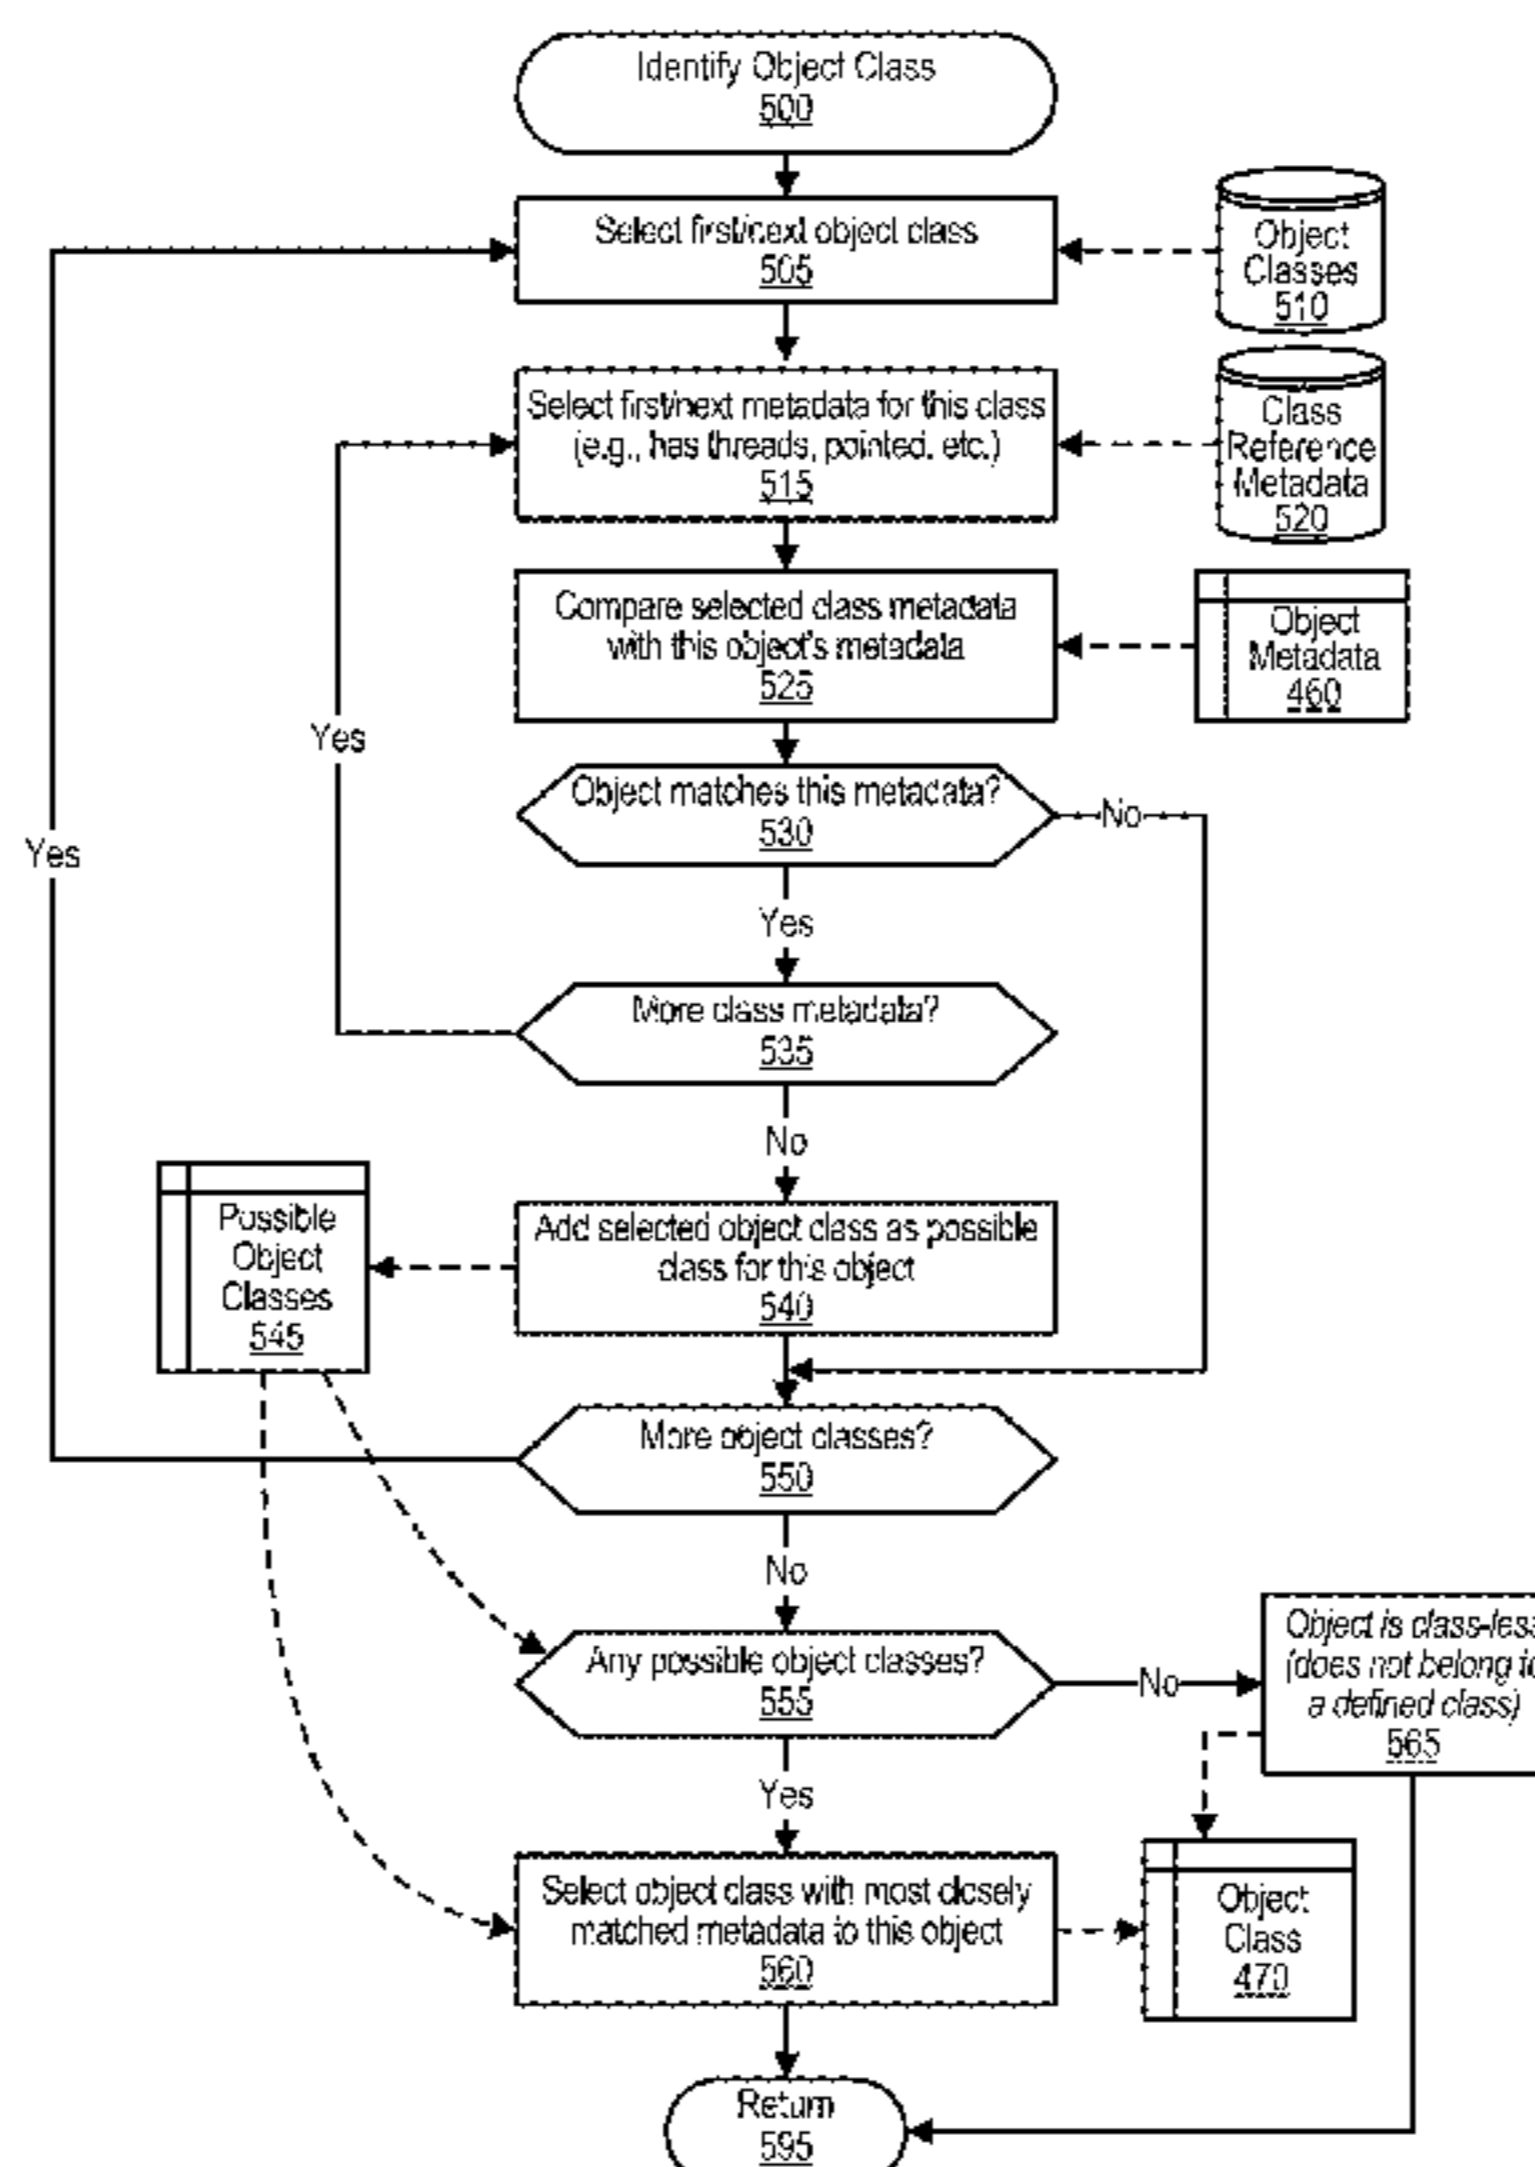 Identify Object Class
500
Select first/next object class
505
Object
Classes
510
Select first/next metadata for this class
(e.g., has threads, pointed, etc.)
515
Class
Reference
Metadata
520
Compare selected class metadata
with this object's metadata
525
Object
Metadata
460
Yes
Object matches this metadata?
530
No
Yes
Yes
More class metadata?
535
No
Possible
Object
Classes
545
Add selected object class as possible
class for this object
540
More object classes?
550
No
Any possible object classes?
555
No
Object is class-less
(does not belong to
a defined class)
565
Yes
Select object class with most closely
matched metadata to this object
560
Object
Class
470
Return
595